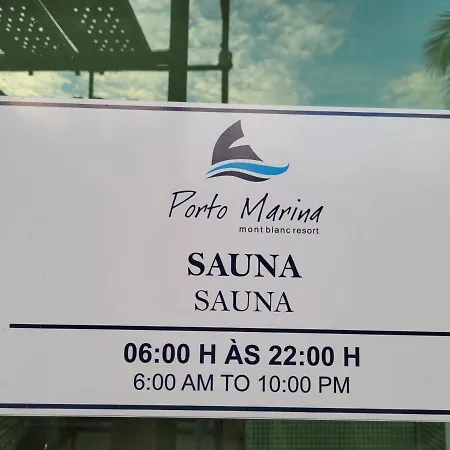 Porto Marina
mont blanc resort
SAUNA
SAUNA
06:00 H ÀS 22:00 H
6:00 AM TO 10:00 PM